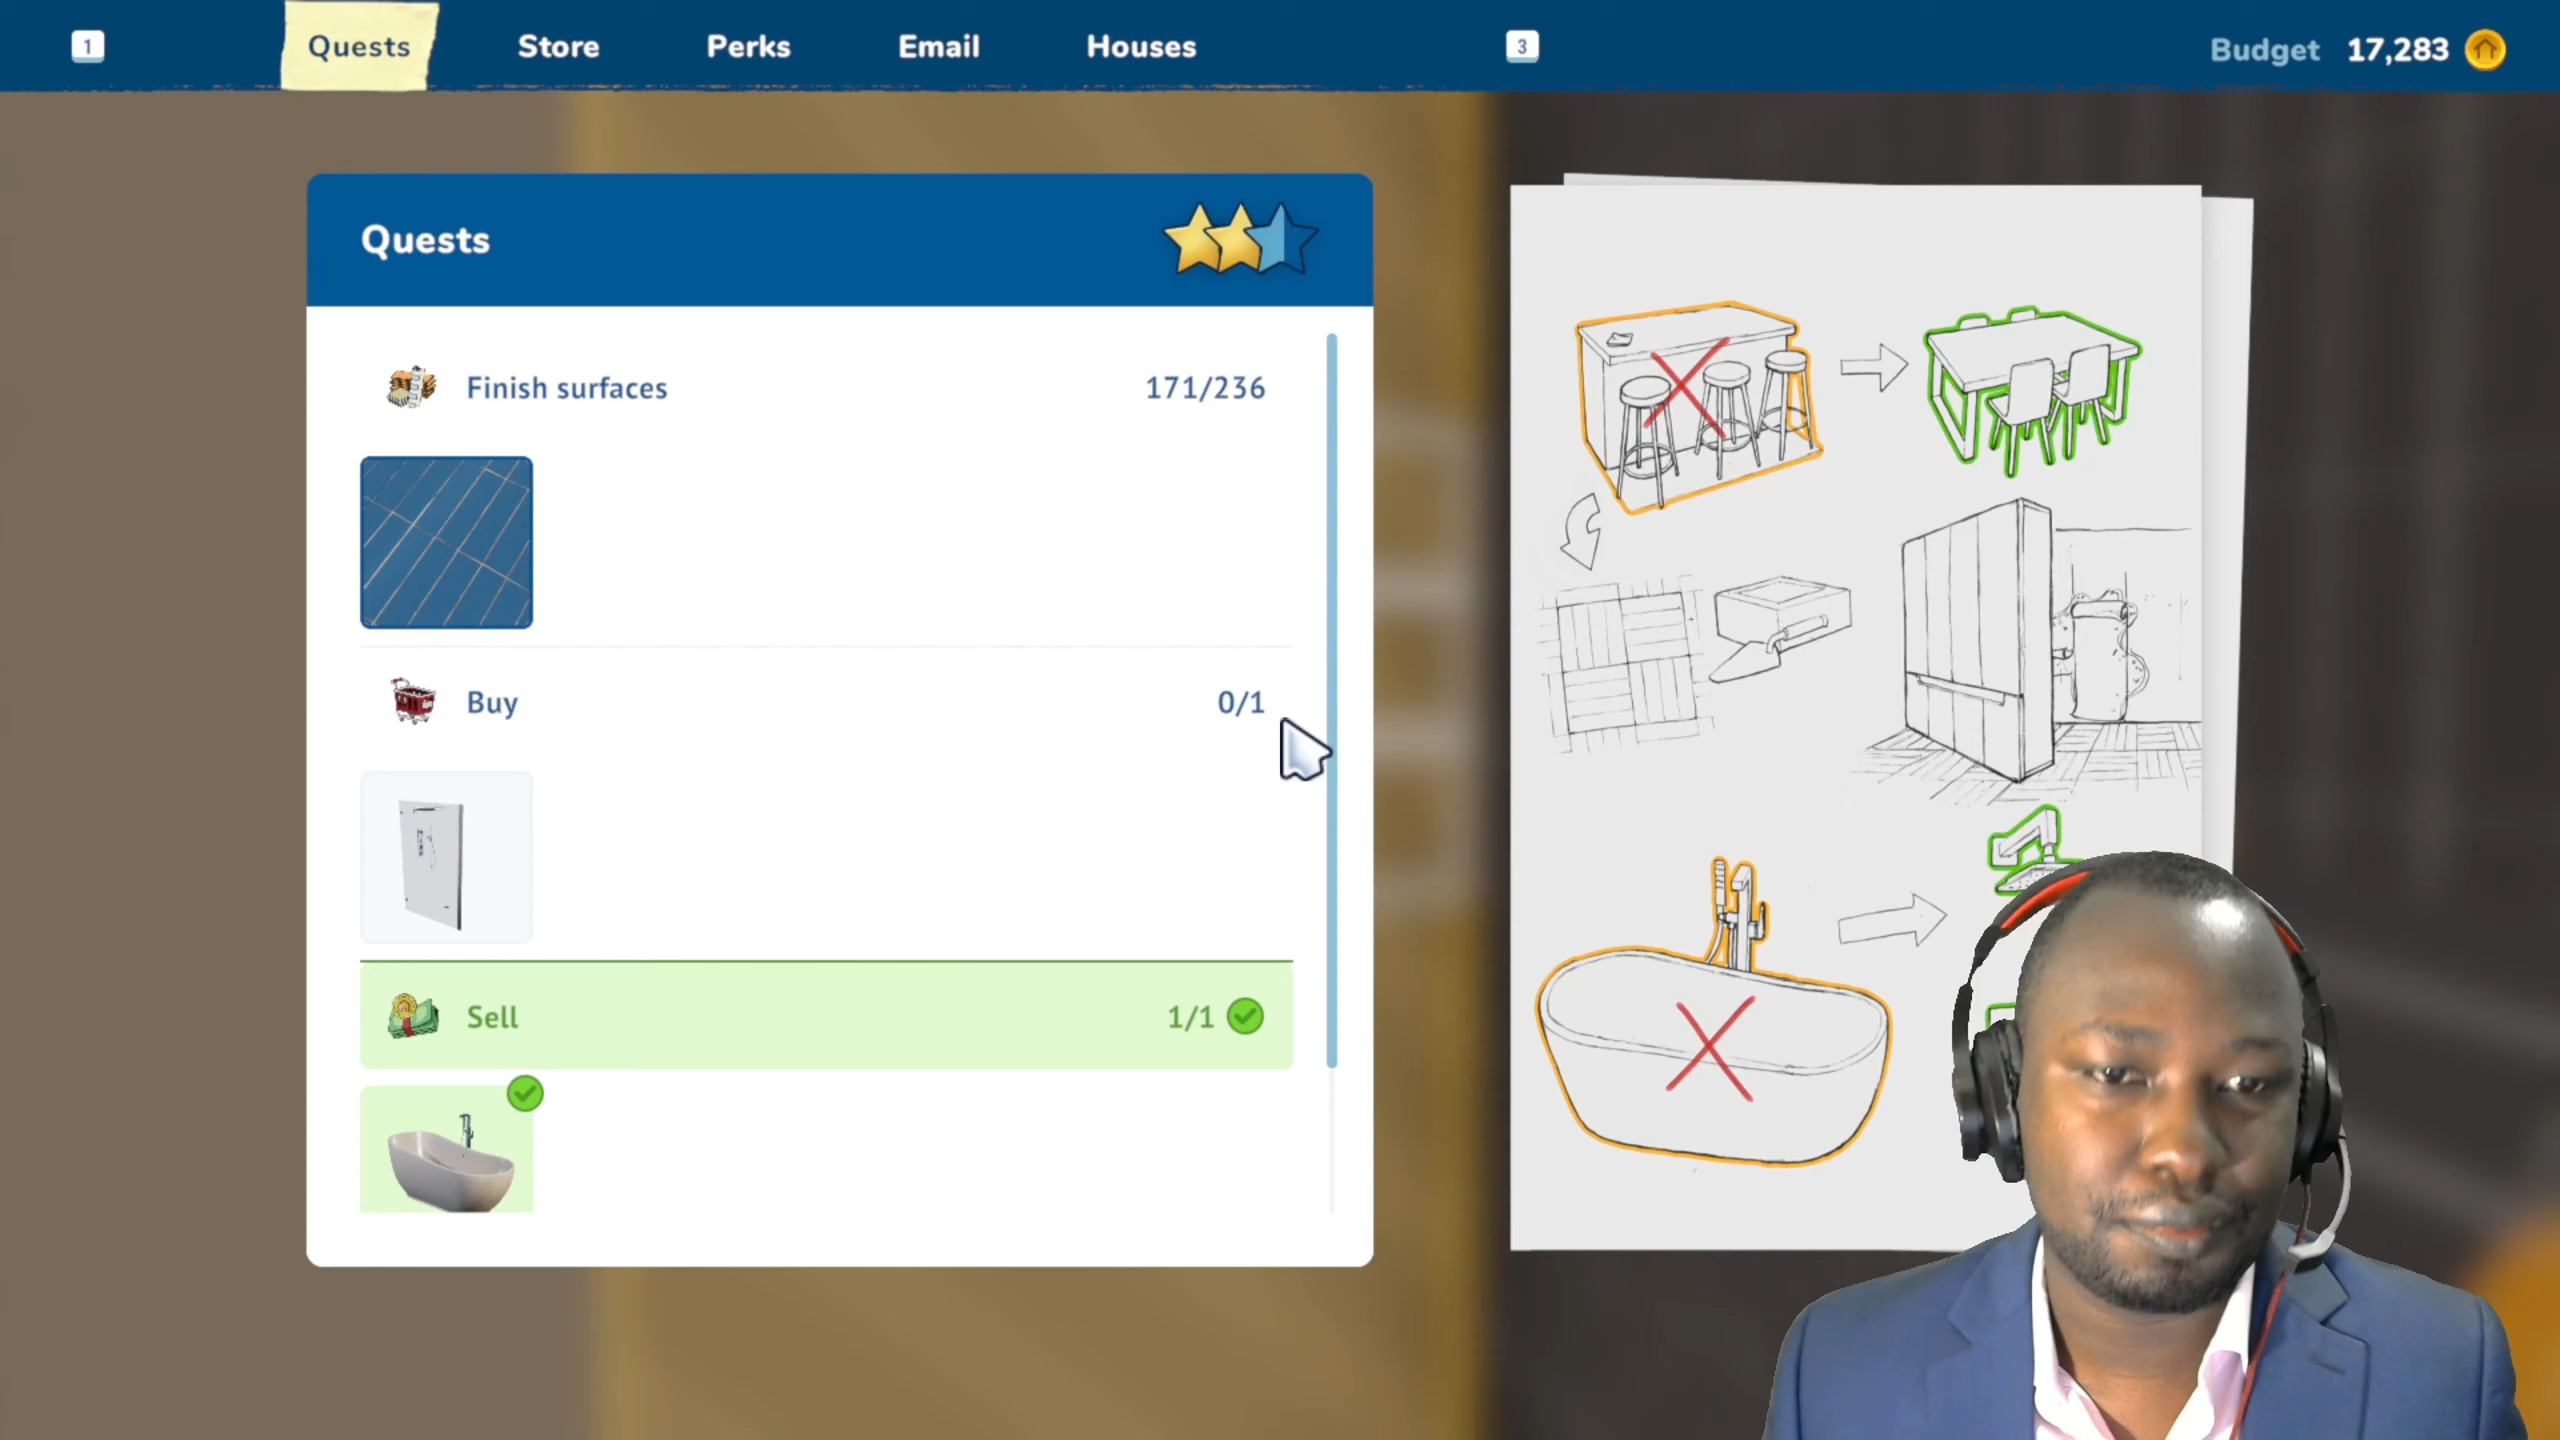 1 Quests Store Perks Email Houses 3 Budget 17,283
Quests
Finish surfaces 171/236
Buy 0/1
Sell 1/1